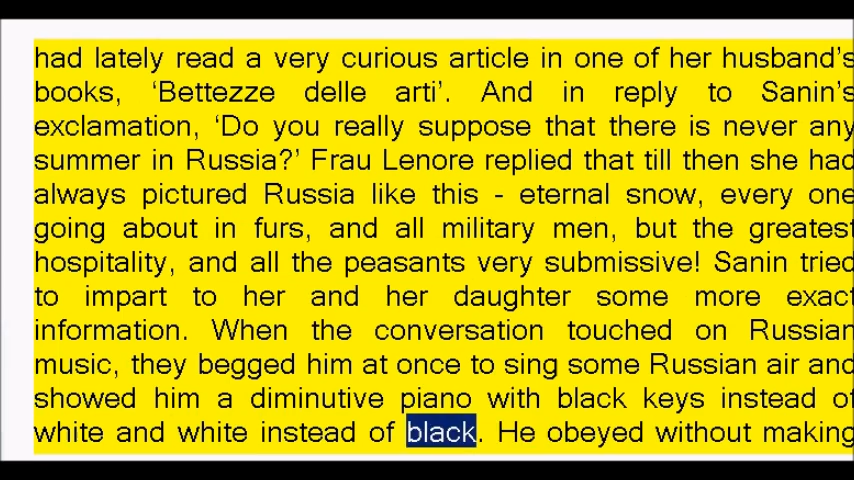 had lately read a very curious article in one of her husband's
books, ‘Bettezze delle arti’. And in reply to Sanin's
exclamation, ‘Do you really suppose that there is never any
summer in Russia?’ Frau Lenore replied that till then she had
always pictured Russia like this - eternal snow, every one
going about in furs, and all military men, but the greatest
hospitality, and all the peasants very submissive! Sanin tried
to impart to her and her daughter some more exact
information. When the conversation touched on Russian
music, they begged him at once to sing some Russian air and
showed him a diminutive piano with black keys instead of
white and white instead of black. He obeyed without making